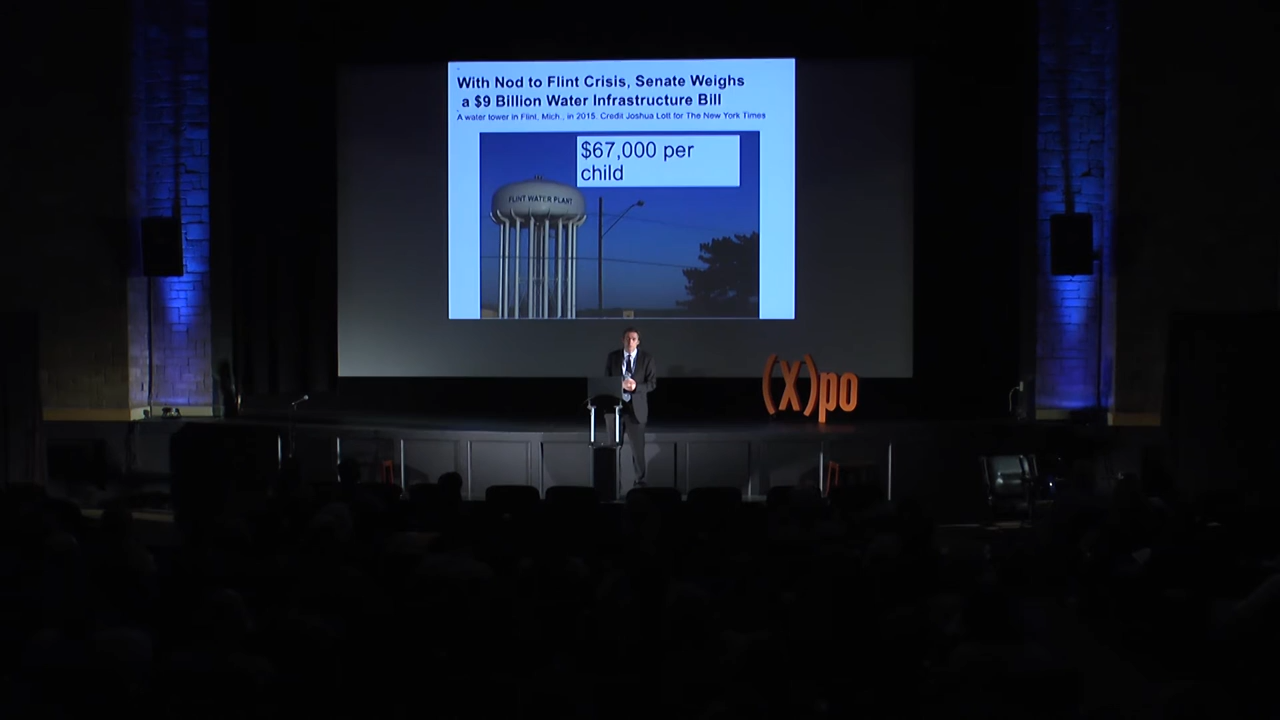 With Nod to Flint Crisis, Senate Weighs
a $9 Billion Water Infrastructure Bill
A water tower in Flint, Mich., in 2015. Credit Joshua Lott for The New York Times
$67,000 per
child
FLINT WATER PLANT
(X)po